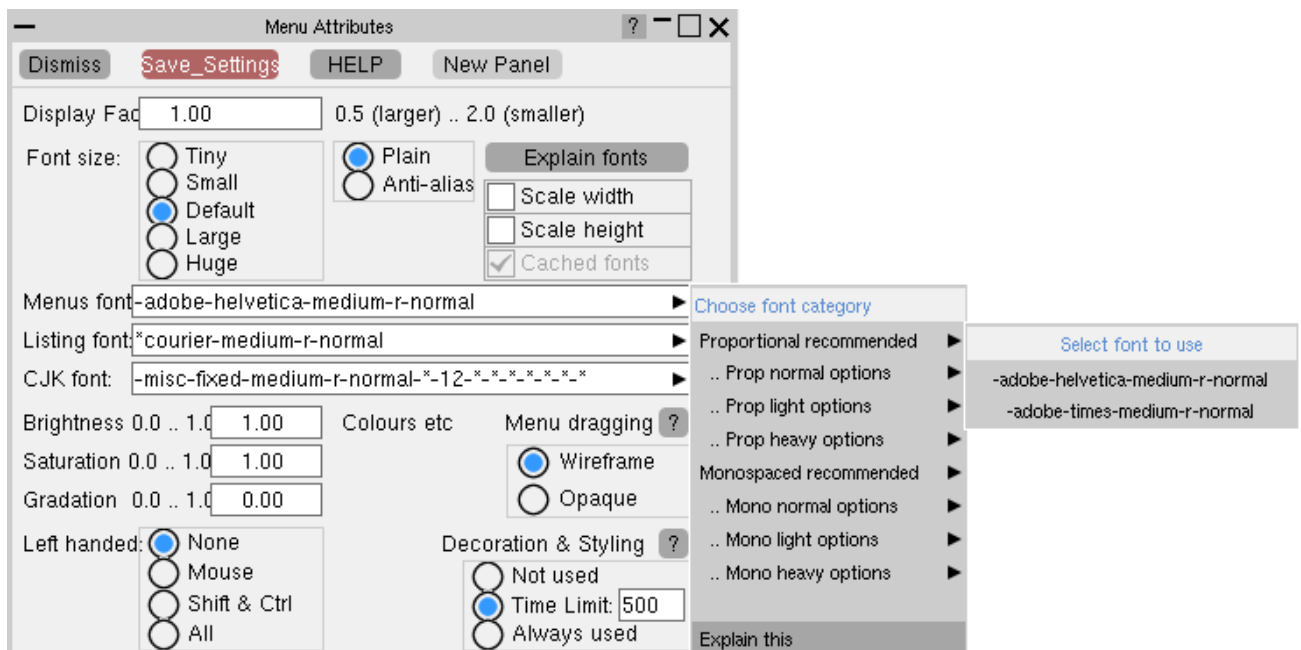 Menu Attributes ?
Dismiss Save_Settings HELP New Panel
Display Fac 1.00 0.5 (larger) .. 2.0 (smaller)
Font size: Tiny Plain Explain fonts
Small Anti-alias Scale width
Default Scale height
Large Cached fonts
Huge
Menus font -adobe-helvetica-medium-r-normal
Listing font: *courier-medium-r-normal
CJK font: -misc-fixed-medium-r-normal-*-12-*-*-*-*-*-*
Brightness 0.0 .. 1.0 1.00 Colours etc Menu dragging ?
Saturation 0.0 .. 1.0 1.00 Wireframe
Gradation 0.0 .. 1.0 0.00 Opaque
Left handed: None Decoration & Styling ?
Mouse Not used
Shift & Ctrl Time Limit: 500
All Always used
Choose font category
Proportional recommended
.. Prop normal options
.. Prop light options
.. Prop heavy options
Monospaced recommended
.. Mono normal options
.. Mono light options
.. Mono heavy options
Explain this
Select font to use
-adobe-helvetica-medium-r-normal
-adobe-times-medium-r-normal